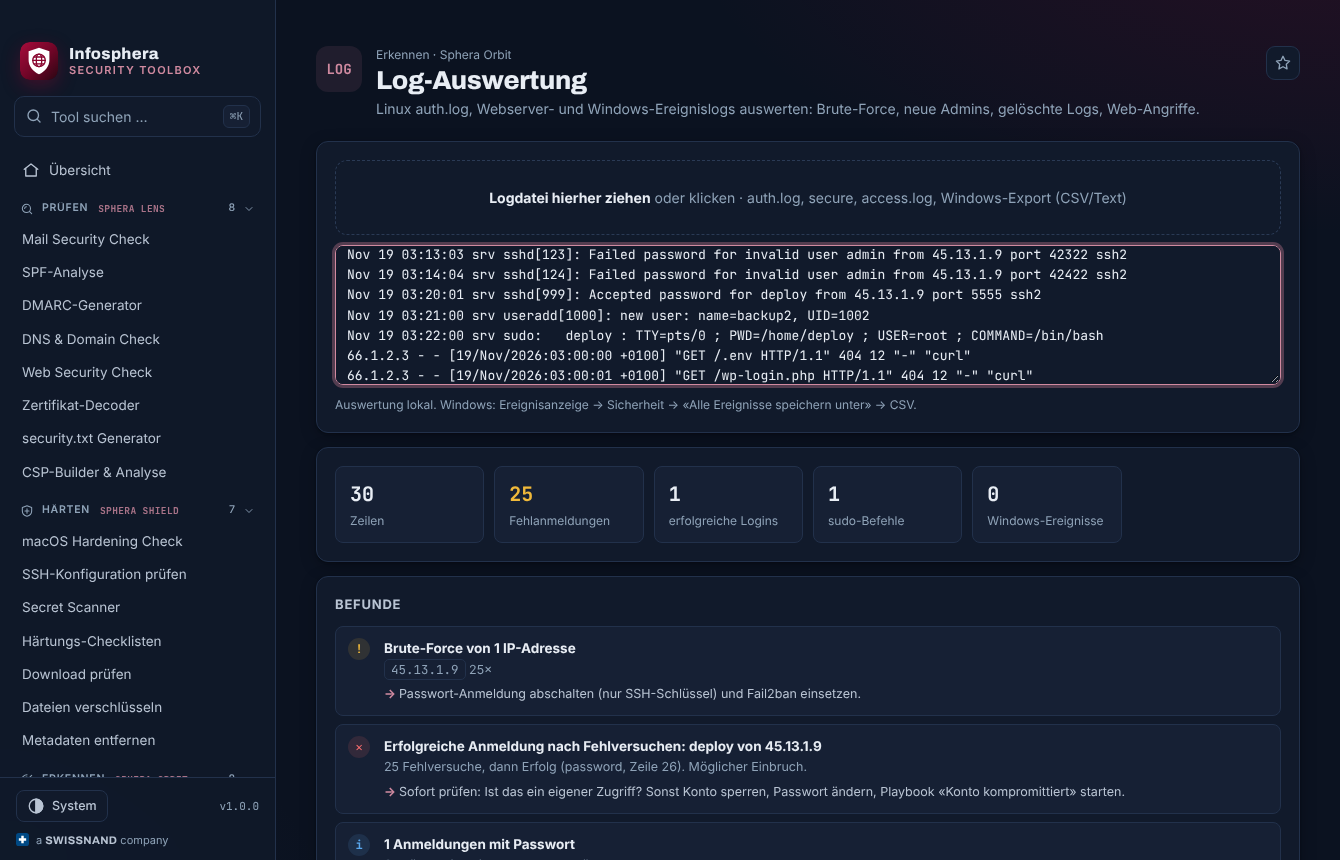 Infosphera
SECURITY TOOLBOX
Tool suchen ... ⌘K
Übersicht
PRÜFEN SPHERA LENS 8
Mail Security Check
SPF-Analyse
DMARC-Generator
DNS & Domain Check
Web Security Check
Zertifikat-Decoder
security.txt Generator
CSP-Builder & Analyse
HÄRTEN SPHERA SHIELD 7
macOS Hardening Check
SSH-Konfiguration prüfen
Secret Scanner
Härtungs-Checklisten
Download prüfen
Dateien verschlüsseln
Metadaten entfernen
System v1.0.0
a SWISSNAND company
LOG
Erkennen · Sphera Orbit
Log-Auswertung
Linux auth.log, Webserver- und Windows-Ereignislogs auswerten: Brute-Force, neue Admins, gelöschte Logs, Web-Angriffe.
Logdatei hierher ziehen oder klicken · auth.log, secure, access.log, Windows-Export (CSV/Text)
Nov 19 03:13:03 srv sshd[123]: Failed password for invalid user admin from 45.13.1.9 port 42322 ssh2
Nov 19 03:14:04 srv sshd[124]: Failed password for invalid user admin from 45.13.1.9 port 42422 ssh2
Nov 19 03:20:01 srv sshd[999]: Accepted password for deploy from 45.13.1.9 port 5555 ssh2
Nov 19 03:21:00 srv useradd[1000]: new user: name=backup2, UID=1002
Nov 19 03:22:00 srv sudo:   deploy : TTY=pts/0 ; PWD=/home/deploy ; USER=root ; COMMAND=/bin/bash
66.1.2.3 - - [19/Nov/2026:03:00:00 +0100] "GET /.env HTTP/1.1" 404 12 "-" "curl"
66.1.2.3 - - [19/Nov/2026:03:00:01 +0100] "GET /wp-login.php HTTP/1.1" 404 12 "-" "curl"
Auswertung lokal. Windows: Ereignisanzeige → Sicherheit → «Alle Ereignisse speichern unter» → CSV.
30
Zeilen
25
Fehlanmeldungen
1
erfolgreiche Logins
1
sudo-Befehle
0
Windows-Ereignisse
BEFUNDE
! Brute-Force von 1 IP-Adresse
45.13.1.9 25×
→ Passwort-Anmeldung abschalten (nur SSH-Schlüssel) und Fail2ban einsetzen.
× Erfolgreiche Anmeldung nach Fehlversuchen: deploy von 45.13.1.9
25 Fehlversuche, dann Erfolg (password, Zeile 26). Möglicher Einbruch.
→ Sofort prüfen: Ist das ein eigener Zugriff? Sonst Konto sperren, Passwort ändern, Playbook «Konto kompromittiert» starten.
i 1 Anmeldungen mit Passwort